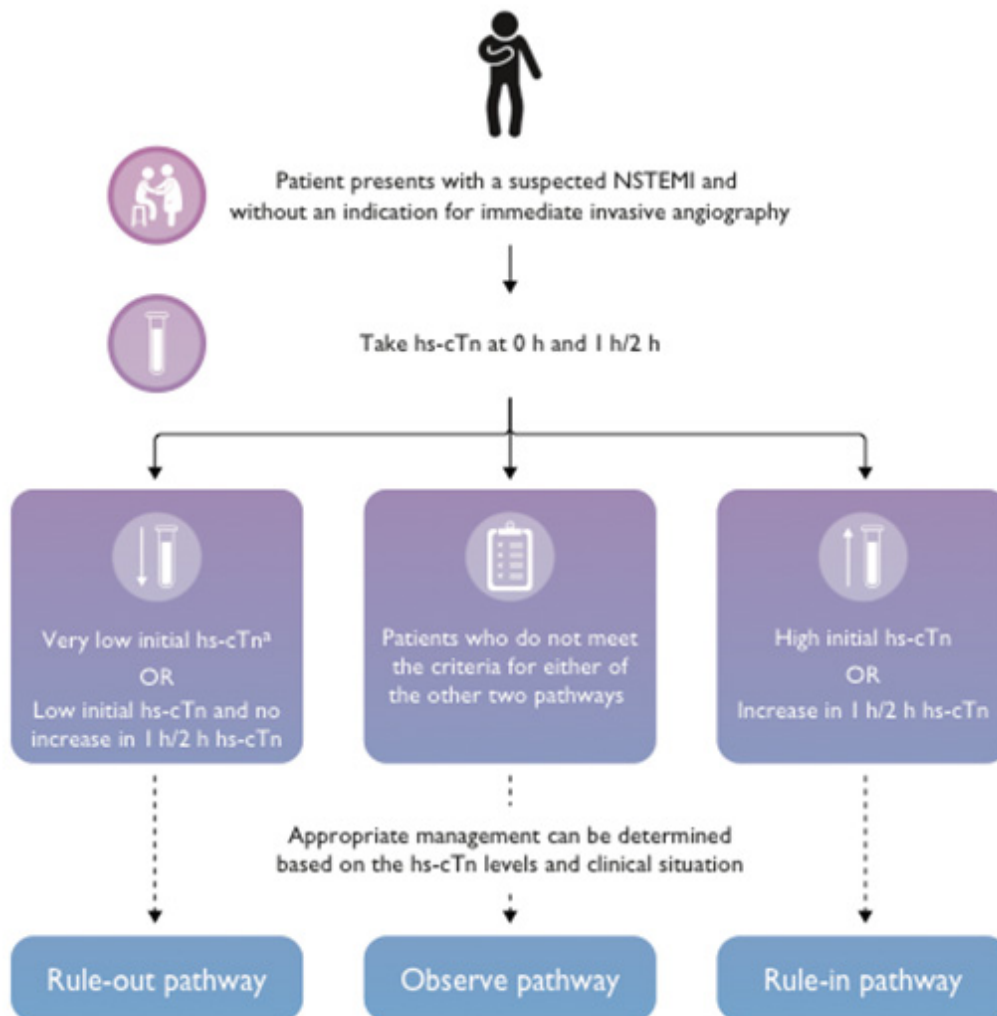 Patient presents with a suspected NSTEMI and
without an indication for immediate invasive angiography
Take hs-cTn at 0 h and 1 h/2 h
Very low initial hs-cTnᵃ
OR
Low initial hs-cTn and no
increase in 1 h/2 h hs-cTn
Patients who do not meet
the criteria for either of
the other two pathways
High initial hs-cTn
OR
Increase in 1 h/2 h hs-cTn
Appropriate management can be determined
based on the hs-cTn levels and clinical situation
Rule-out pathway
Observe pathway
Rule-in pathway